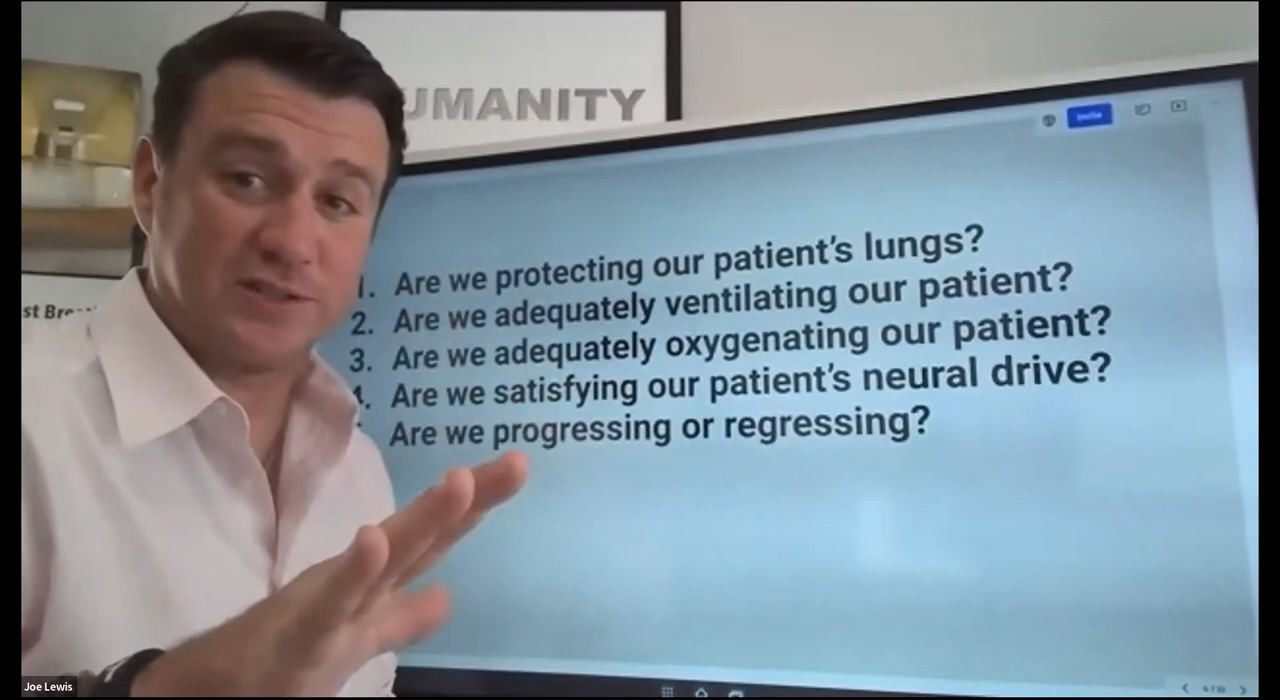 UMANITY
Invite
st Bre
1. Are we protecting our patient's lungs?
2. Are we adequately ventilating our patient?
3. Are we adequately oxygenating our patient?
4. Are we satisfying our patient's neural drive?
Are we progressing or regressing?
Joe Lewis